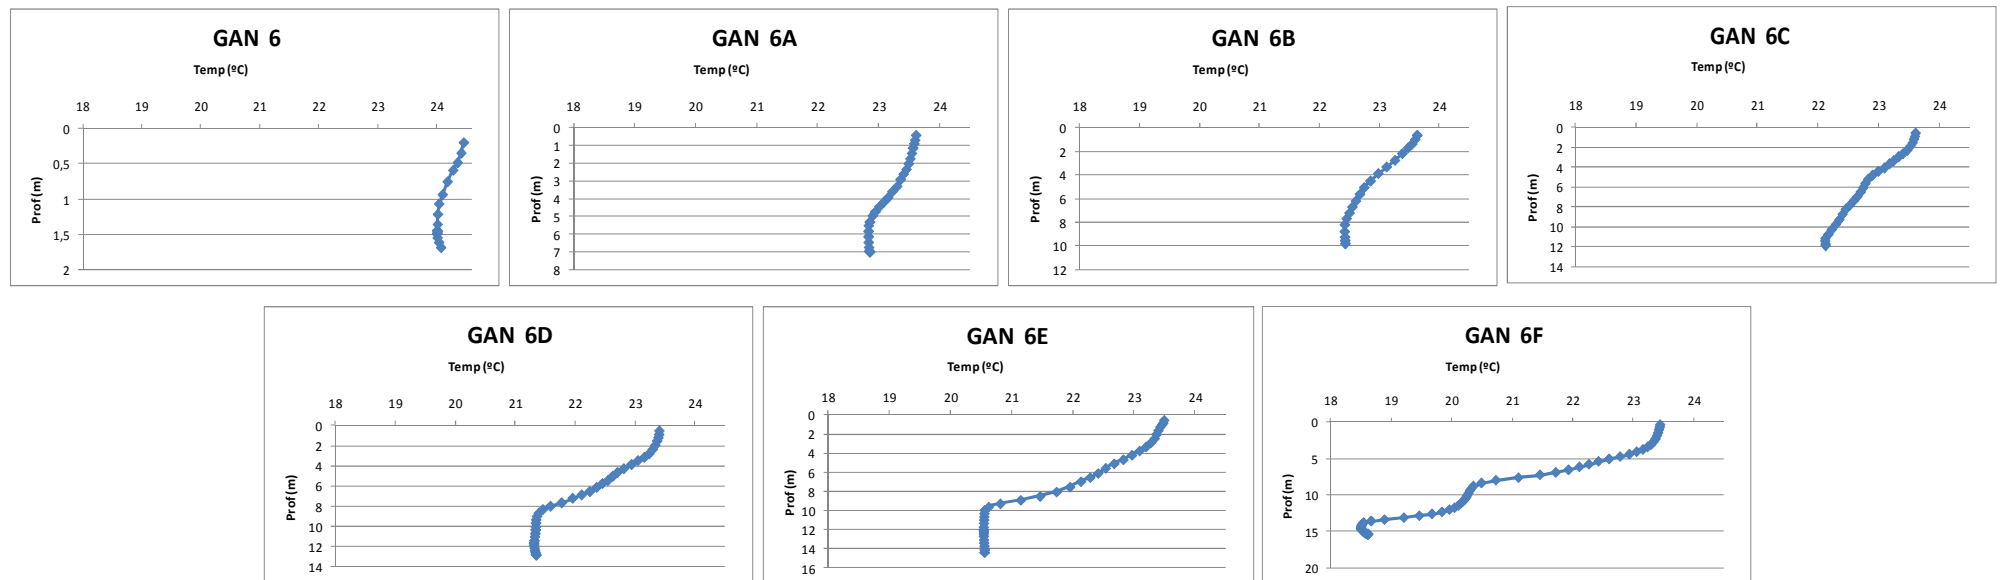 GAN 6
Temp (ºC)
18 19 20 21 22 23 24
0
0,5
1
1,5
2
Prof (m)
GAN 6A
Temp (ºC)
18 19 20 21 22 23 24
0
1
2
3
4
5
6
7
8
Prof (m)
GAN 6B
Temp (ºC)
18 19 20 21 22 23 24
0
2
4
6
8
10
12
Prof (m)
GAN 6C
Temp (ºC)
18 19 20 21 22 23 24
0
2
4
6
8
10
12
14
Prof (m)
GAN 6D
Temp (ºC)
18 19 20 21 22 23 24
0
2
4
6
8
10
12
14
Prof (m)
GAN 6E
Temp (ºC)
18 19 20 21 22 23 24
0
2
4
6
8
10
12
14
16
Prof (m)
GAN 6F
Temp (ºC)
18 19 20 21 22 23 24
0
5
10
15
20
Prof (m)